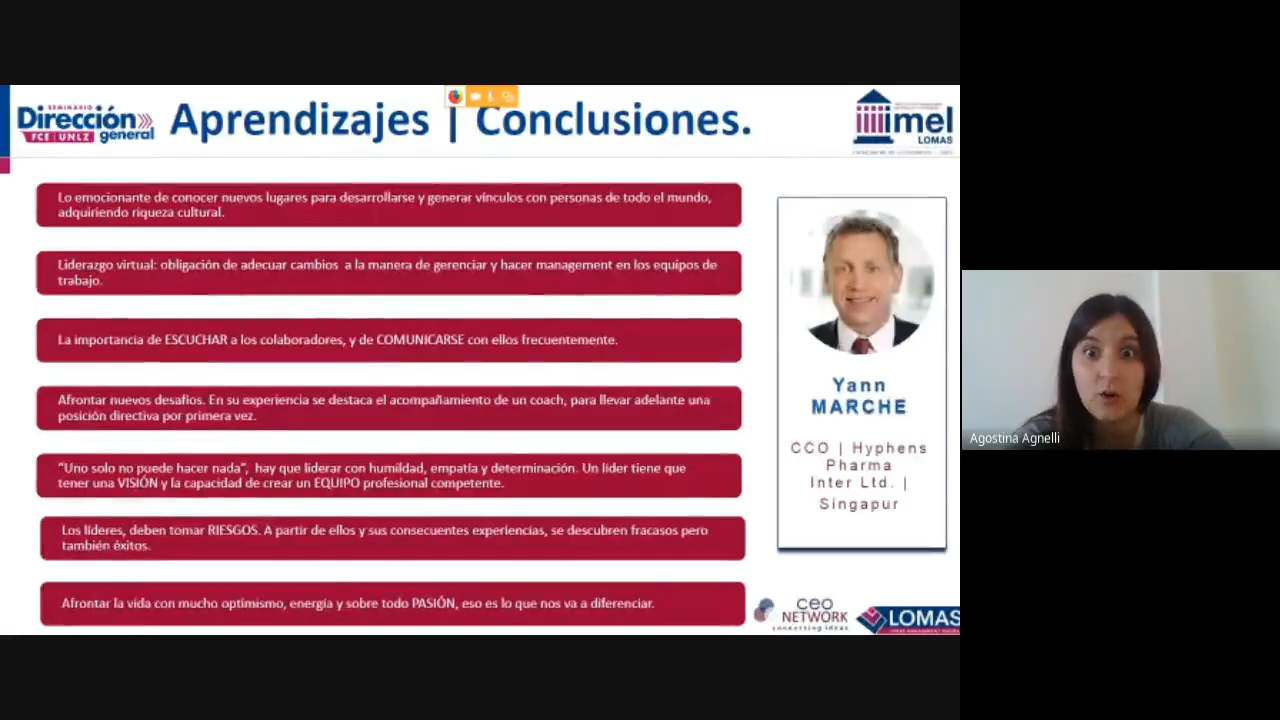 SEMINARIO
Dirección
FCE | UNLZ general
Aprendizajes | Conclusiones.
imel
LOMAS
Lo emocionante de conocer nuevos lugares para desarrollarse y generar vínculos con personas de todo el mundo,
adquiriendo riqueza cultural.
Liderazgo virtual: obligación de adecuar cambios a la manera de gerenciar y hacer management en los equipos de
trabajo.
La importancia de ESCUCHAR a los colaboradores, y de COMUNICARSE con ellos frecuentemente.
Afrontar nuevos desafíos. En su experiencia se destaca el acompañamiento de un coach, para llevar adelante una
posición directiva por primera vez.
"Uno solo no puede hacer nada", hay que liderar con humildad, empatía y determinación. Un líder tiene que
tener una VISIÓN y la capacidad de crear un EQUIPO profesional competente.
Los líderes, deben tomar RIESGOS. A partir de ellos y sus consecuentes experiencias, se descubren fracasos pero
también éxitos.
Afrontar la vida con mucho optimismo, energía y sobre todo PASIÓN, eso es lo que nos va a diferenciar.
Yann
MARCHE
CCO | Hyphens
Pharma
Inter Ltd. |
Singapur
ceo
NETWORK
connecting ideas
LOMAS
Agostina Agnelli